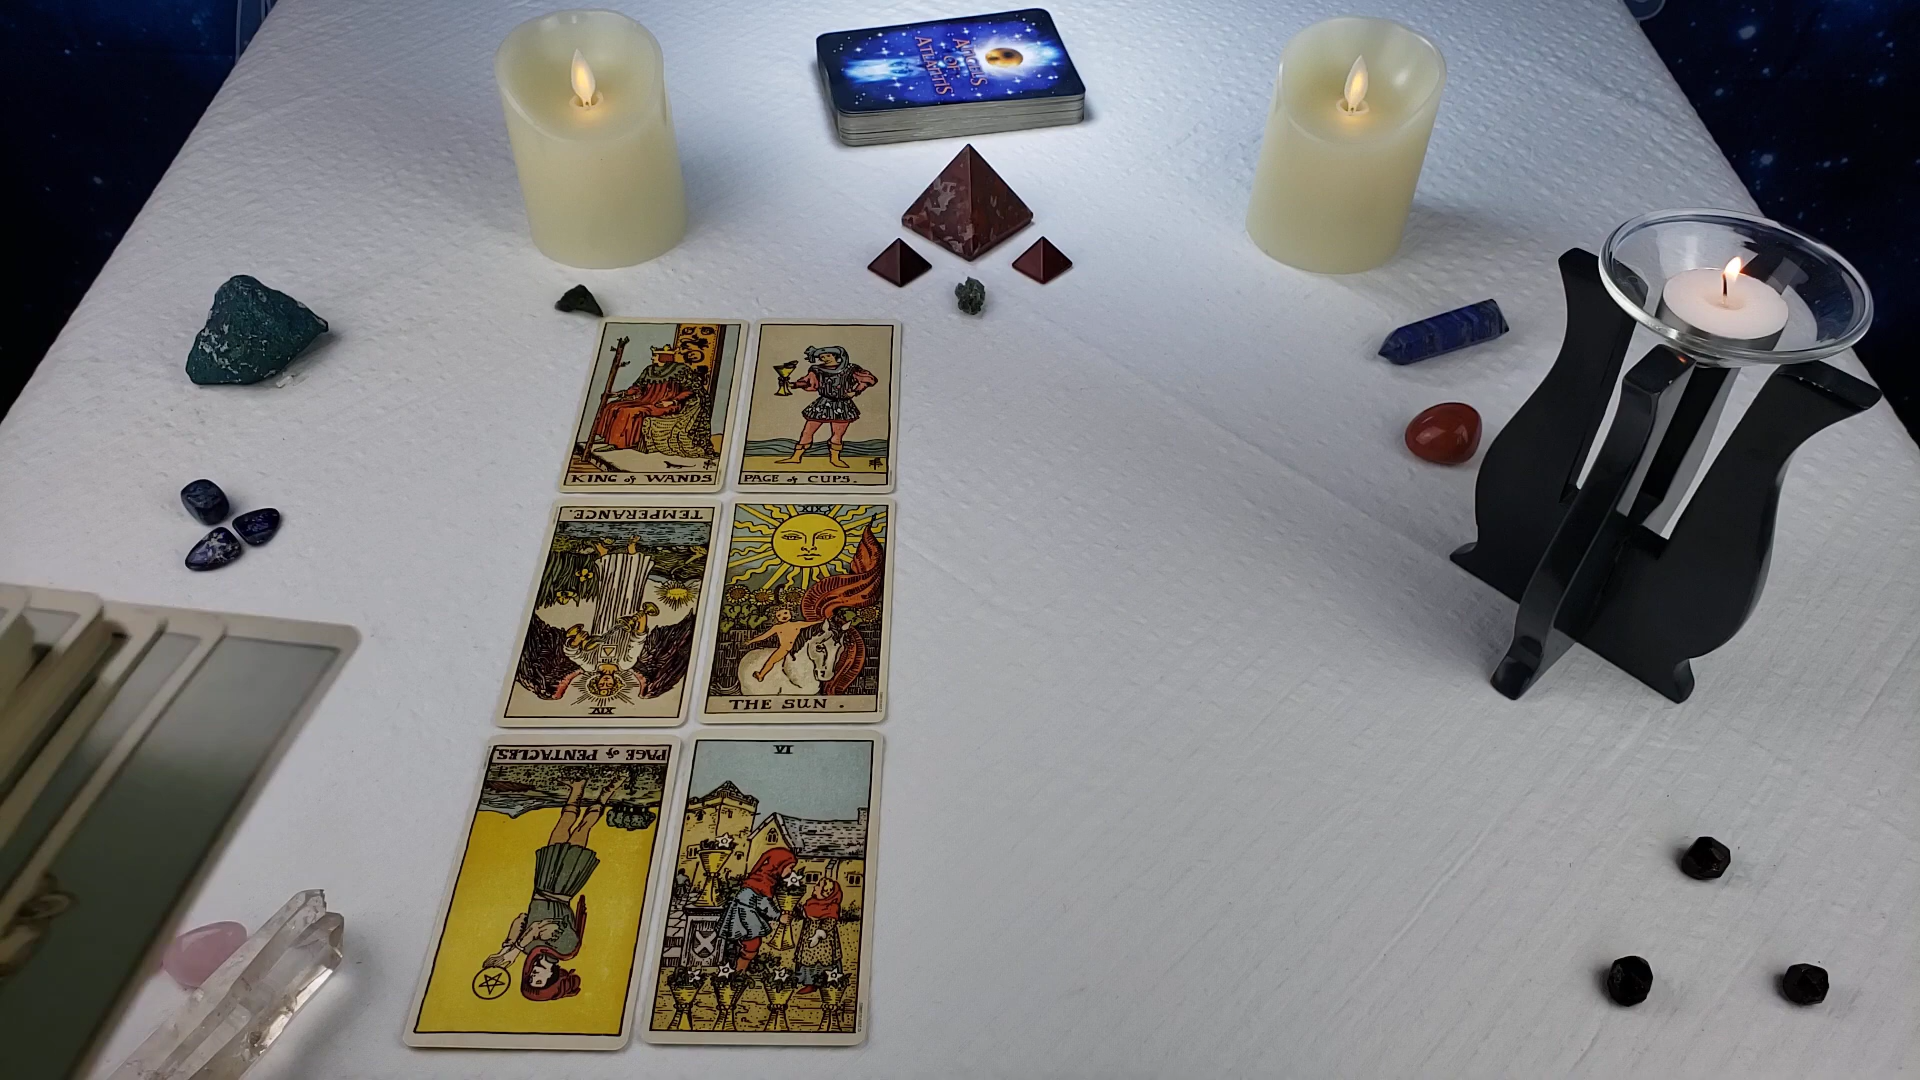 ANGELS
OF
ATLANTIS
KING of WANDS
PAGE of CUPS.
TEMPERANCE.
XIV
XIX
THE SUN .
PAGE of PENTACLES
VI